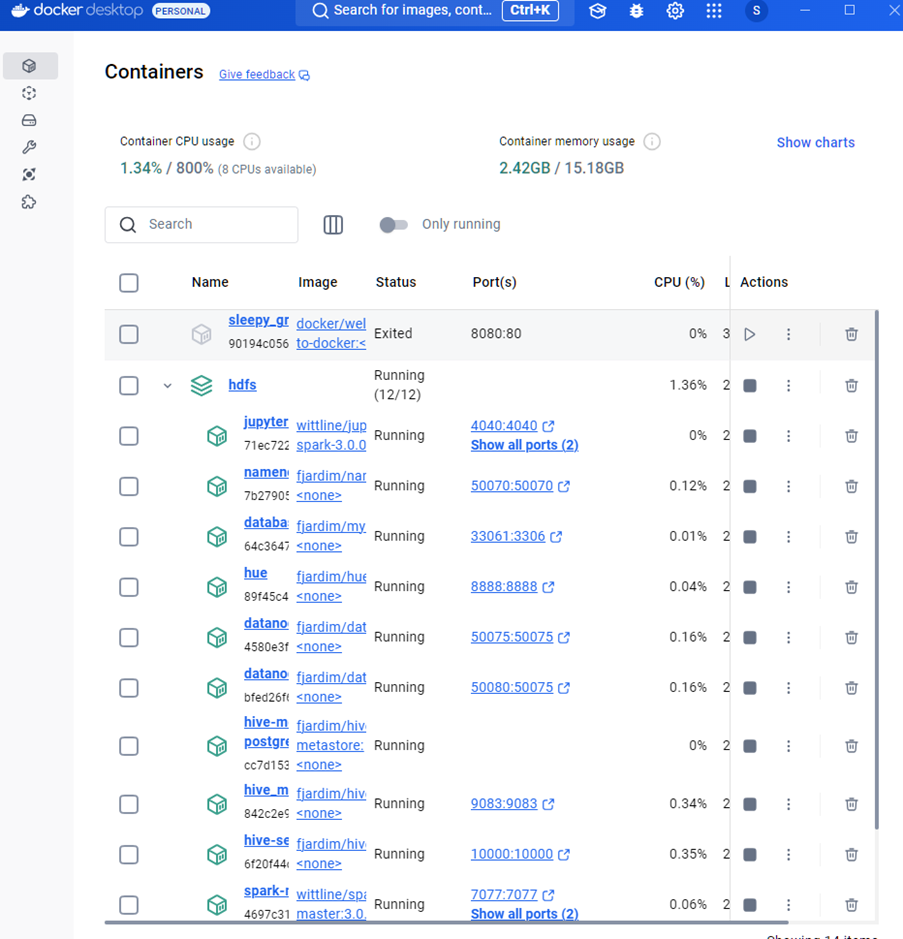 docker desktop PERSONAL Search for images, cont... Ctrl+K S
Containers Give feedback
Container CPU usage
1.34% / 800% (8 CPUs available)
Container memory usage
2.42GB / 15.18GB
Show charts
Search
Only running
Name Image Status Port(s) CPU (%) L Actions
sleepy_gr docker/wel Exited 8080:80 0% 3
90194c056 to-docker:<
hdfs Running 1.36% 2
(12/12)
jupyter wittline/jup Running 4040:4040 0% 2
71ec722 spark-3.0.0 Show all ports (2)
namen fjardim/nar Running 50070:50070 0.12% 2
7b27905 <none>
databa fjardim/my Running 33061:3306 0.01% 2
64c3647 <none>
hue fjardim/hue Running 8888:8888 0.04% 2
89f45c4 <none>
datano fjardim/dat Running 50075:50075 0.16% 2
4580e3f <none>
datano fjardim/dat Running 50080:50075 0.16% 2
bfed26f <none>
hive-m fjardim/hive Running 0% 2
postgre metastore:
cc7d153 <none>
hive_m fjardim/hive Running 9083:9083 0.34% 2
842c2e9 <none>
hive-se fjardim/hive Running 10000:10000 0.35% 2
6f20f44 <none>
spark-r wittline/spa Running 7077:7077 0.06% 2
4697c31 master:3.0. Show all ports (2)
Showing 14 items